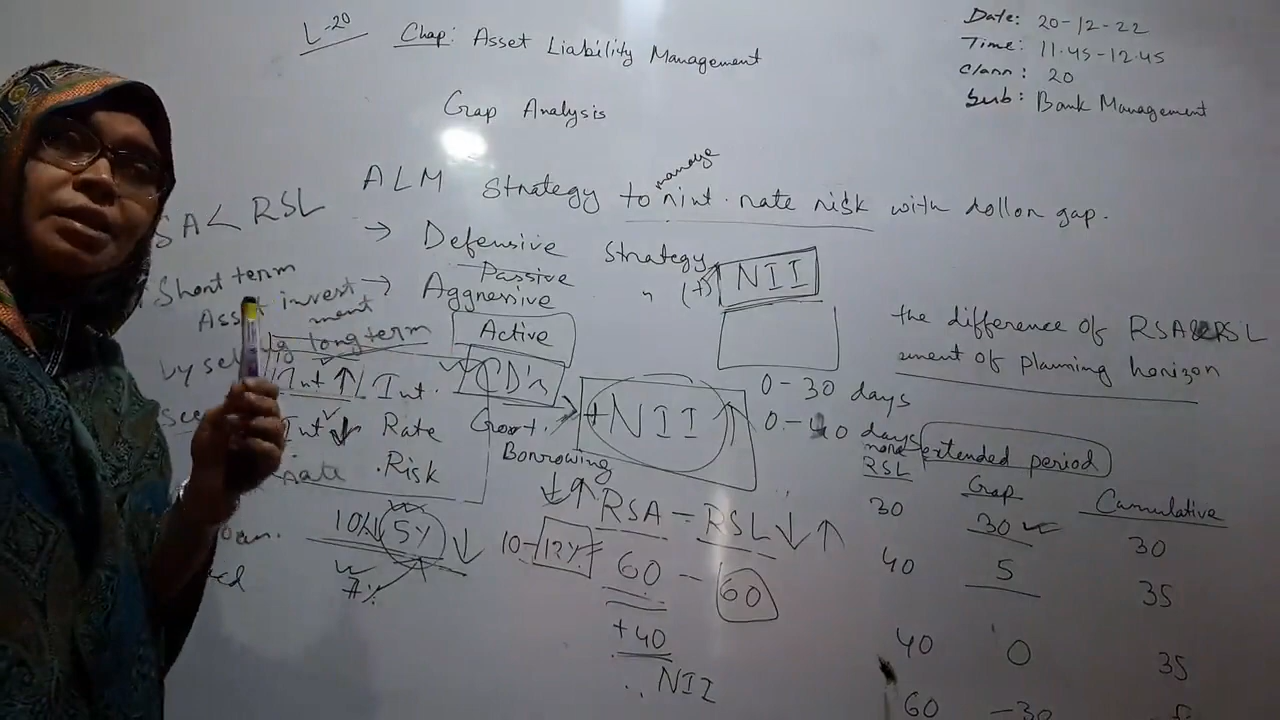 L-20
Chap: Asset Liability Management
Date: 20-12-22
Time: 11.45-12.45
Class: 20
Sub: Bank Management
Gap Analysis
ALM Strategy to manage int. rate risk with dollar gap.
SA < RSL
→ Defensive Strategy
Passive
→ Aggressive " (+)
NII
Active
Short term
Asset investment
by selling long term
Int ↑
Int ↓
rate
Int.
Rate
Risk
CD's
Govt.
Borrowing
+NII ↑
the difference of RSA & RSL
ement of planning horizon
0-30 days
0-40 days
extended period
more
RSL
Gap
Cumulative
30 30 30
40 5 35
40 0 35
60 -30
↓↑ RSA - RSL ↓↑
10-12%
60 - 60
+40
∴ NII
oan.
10% 5Y ↓
7%